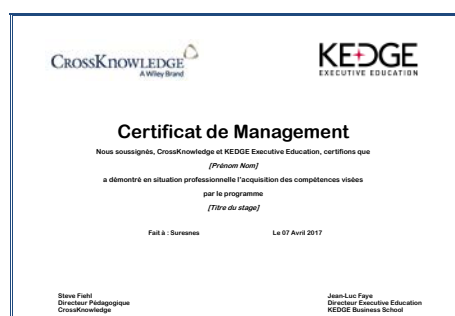 CROSSKNOWLEDGE
A Wiley Brand
KEDGE
EXECUTIVE EDUCATION
Certificat de Management
Nous soussignés, CrossKnowledge et KEDGE Executive Education, certifions que
[Prénom Nom]
a démontré en situation professionnelle l'acquisition des compétences visées
par le programme
[Titre du stage]
Fait à : Suresnes Le 07 Avril 2017
Steve Fiehl
Directeur Pédagogique
CrossKnowledge
Jean-Luc Faye
Directeur Executive Education
KEDGE Business School